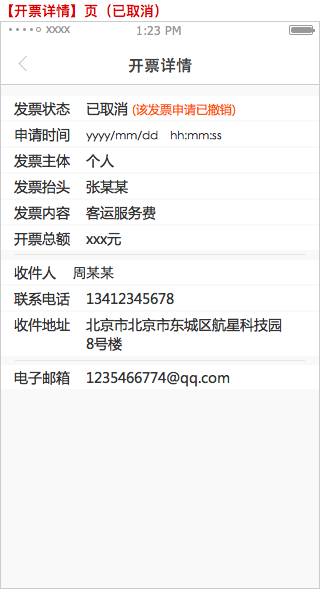 【开票详情】页（已取消）
xxxx 1:23 PM
开票详情
发票状态 已取消 (该发票申请已撤销)
申请时间 yyyy/mm/dd hh:mm:ss
发票主体 个人
发票抬头 张某某
发票内容 客运服务费
开票总额 xxx元
收件人 周某某
联系电话 13412345678
收件地址 北京市北京市东城区航星科技园
8号楼
电子邮箱 1235466774@qq.com